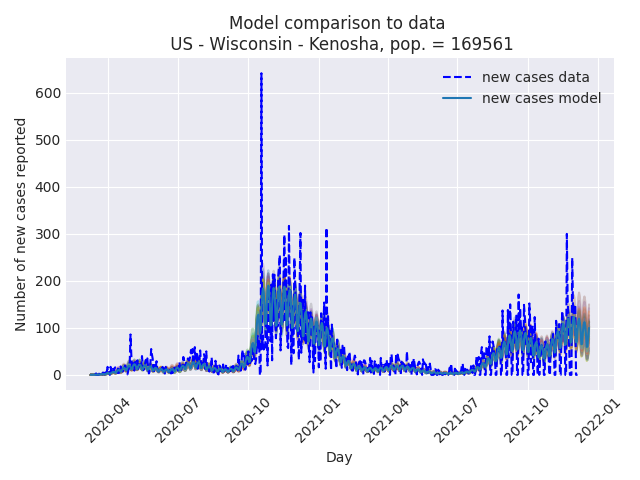 Model comparison to data
US - Wisconsin - Kenosha, pop. = 169561
new cases data
new cases model
Number of new cases reported
600
500
400
300
200
100
0
2020-04
2020-07
2020-10
2021-01
2021-04
2021-07
2021-10
2022-01
Day